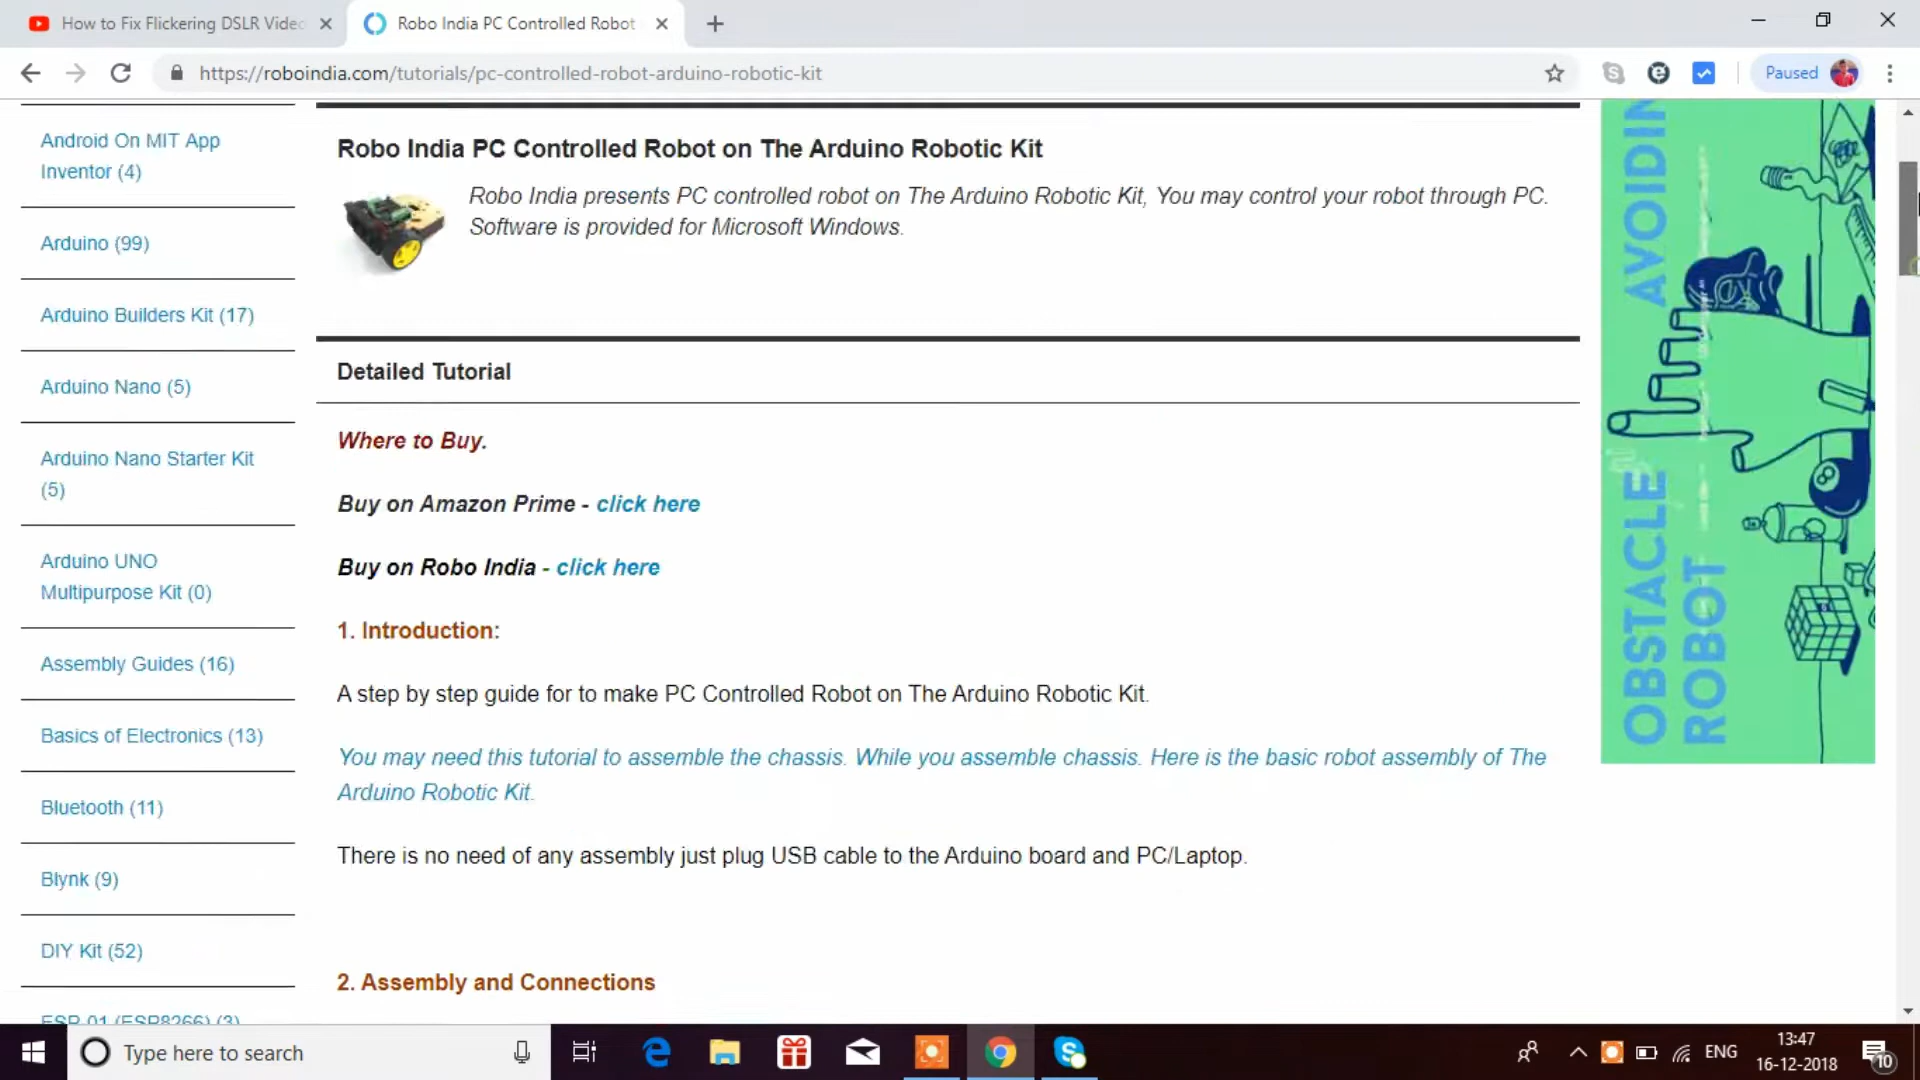 How to Fix Flickering DSLR Video
Robo India PC Controlled Robot
https://roboindia.com/tutorials/pc-controlled-robot-arduino-robotic-kit
Paused
Android On MIT App
Inventor (4)
Arduino (99)
Arduino Builders Kit (17)
Arduino Nano (5)
Arduino Nano Starter Kit
(5)
Arduino UNO
Multipurpose Kit (0)
Assembly Guides (16)
Basics of Electronics (13)
Bluetooth (11)
Blynk (9)
DIY Kit (52)
ESP-01 (ESP8266) (3)
Robo India PC Controlled Robot on The Arduino Robotic Kit
Robo India presents PC controlled robot on The Arduino Robotic Kit, You may control your robot through PC.
Software is provided for Microsoft Windows.
Detailed Tutorial
Where to Buy.
Buy on Amazon Prime - click here
Buy on Robo India - click here
1. Introduction:
A step by step guide for to make PC Controlled Robot on The Arduino Robotic Kit.
You may need this tutorial to assemble the chassis. While you assemble chassis. Here is the basic robot assembly of The
Arduino Robotic Kit.
There is no need of any assembly just plug USB cable to the Arduino board and PC/Laptop.
2. Assembly and Connections
OBSTACLE AVOIDIN
ROBOT
Type here to search
ENG
13:47
16-12-2018
10